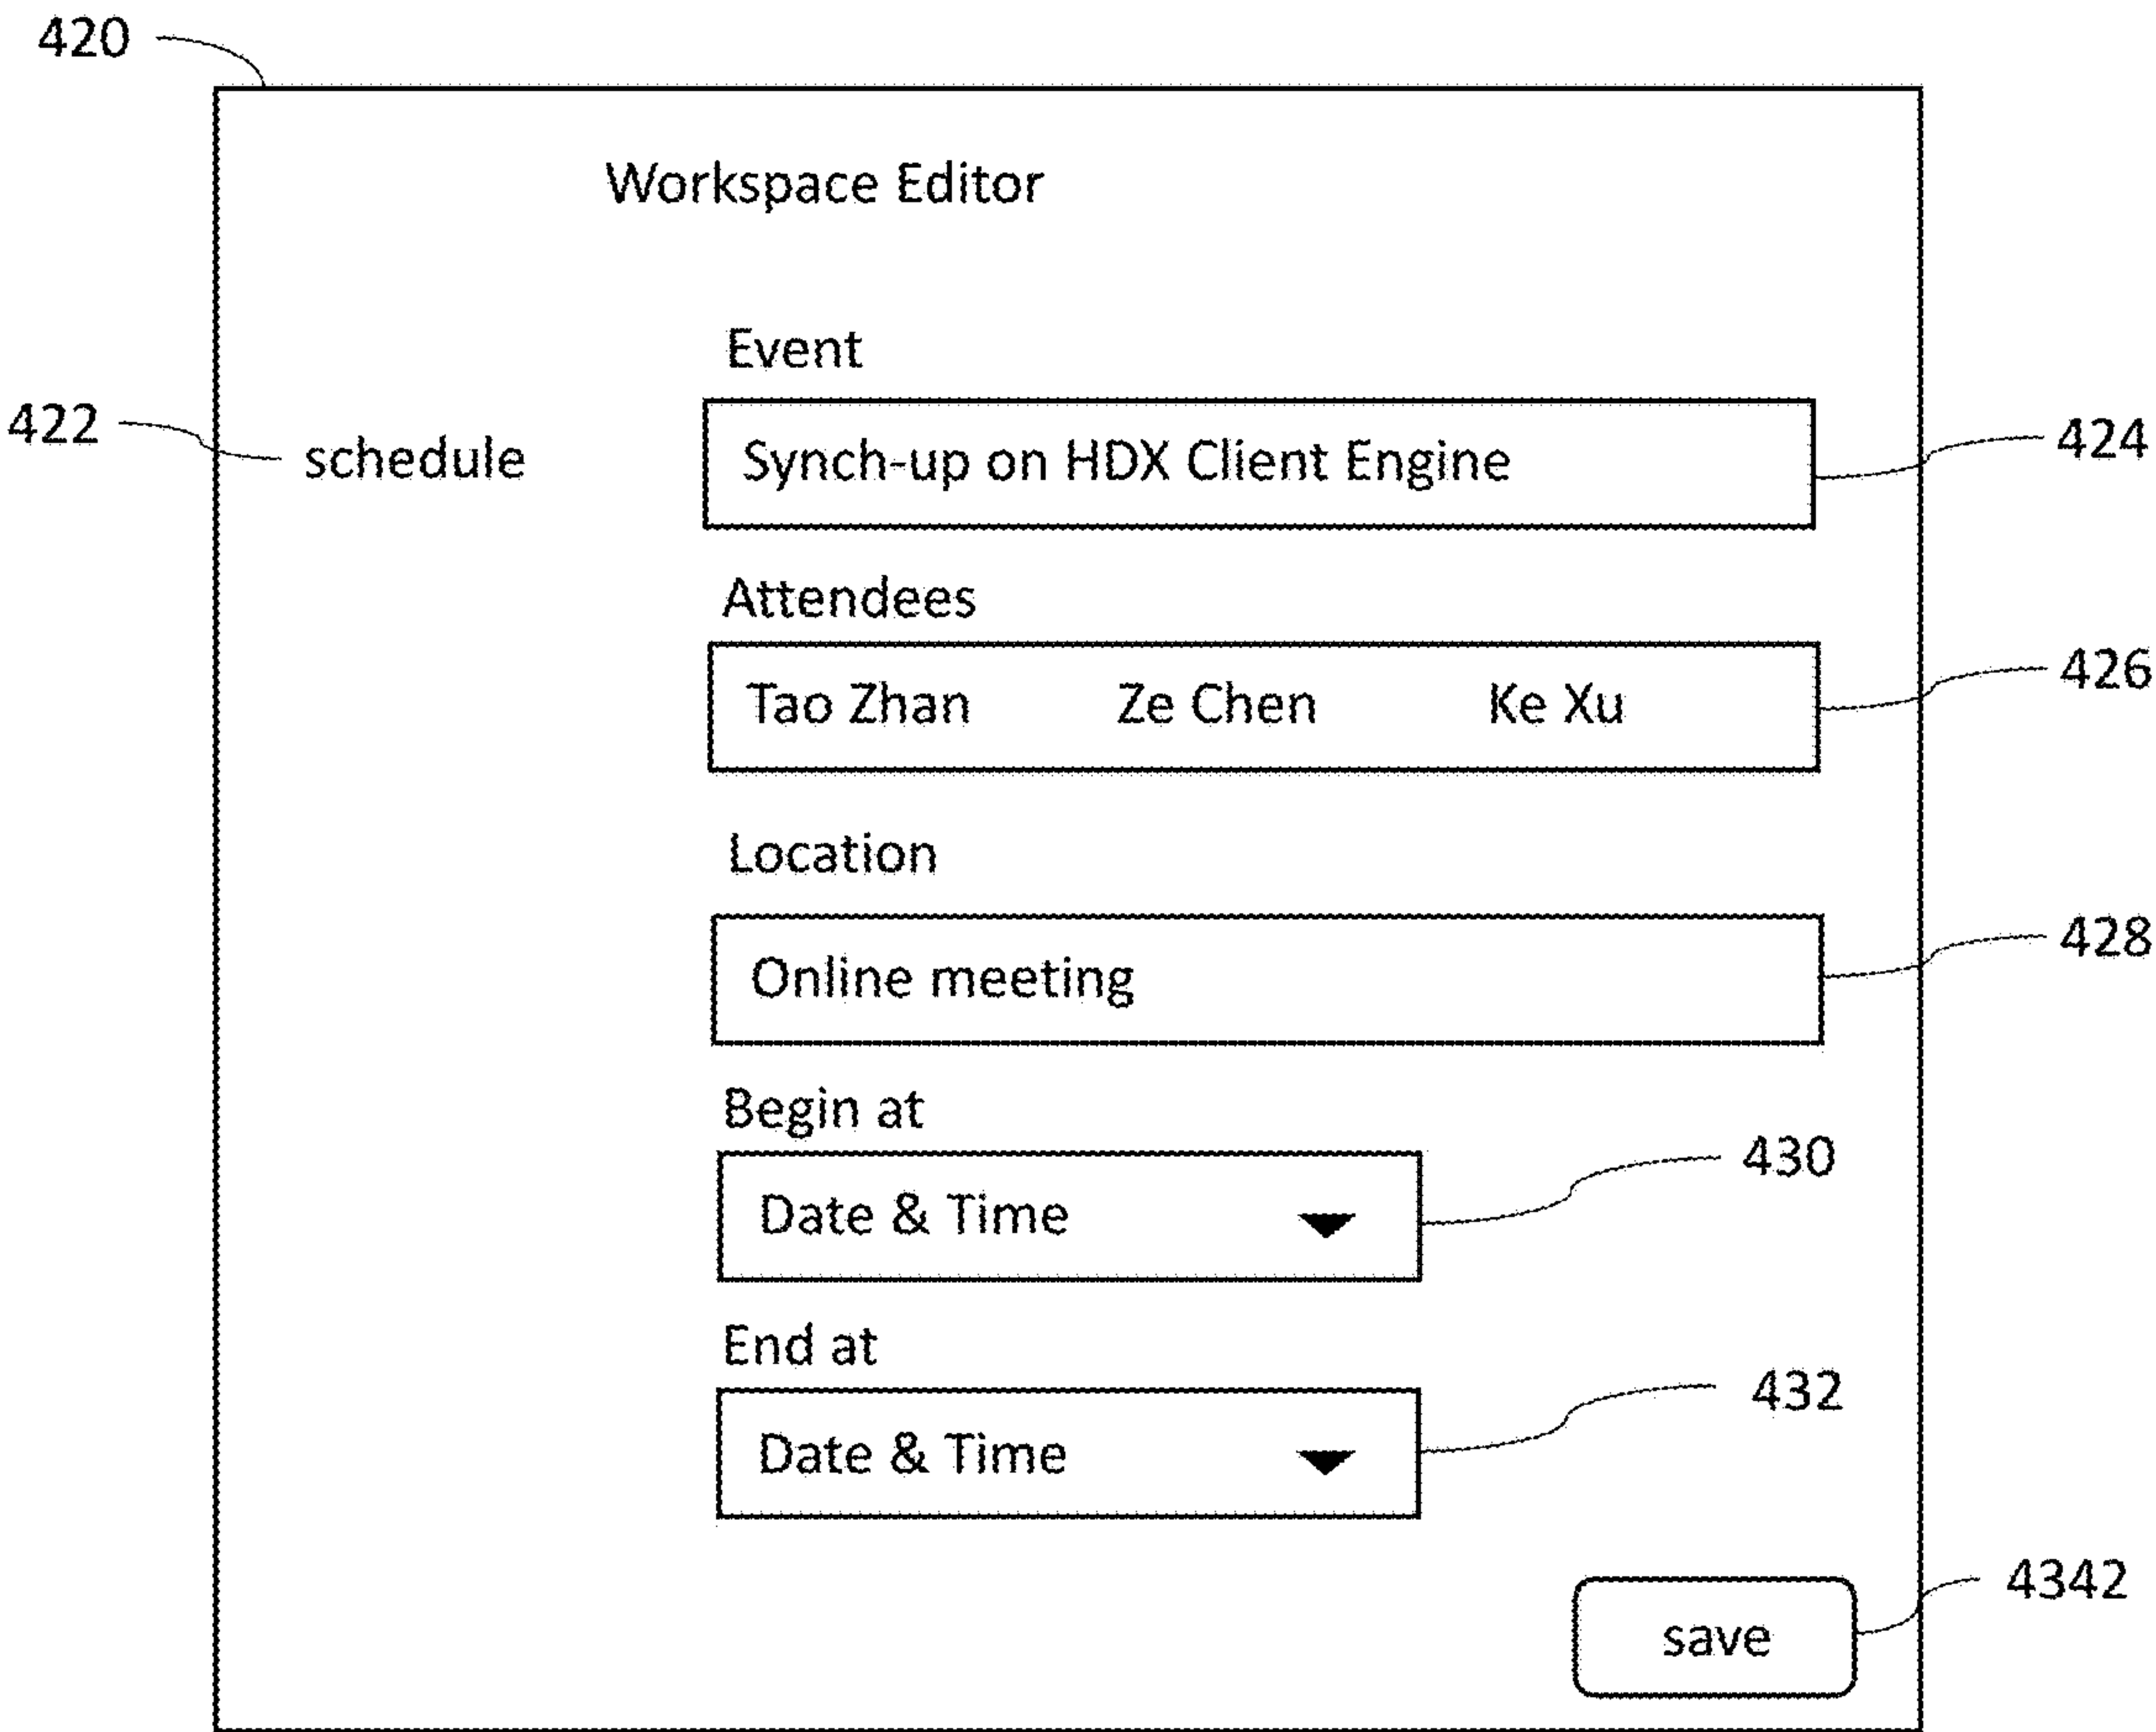 420
Workspace Editor
Event
422 schedule Synch-up on HDX Client Engine 424
Attendees
Tao Zhan Ze Chen Ke Xu 426
Location
Online meeting 428
Begin at
Date & Time 430
End at
Date & Time 432
save 4342